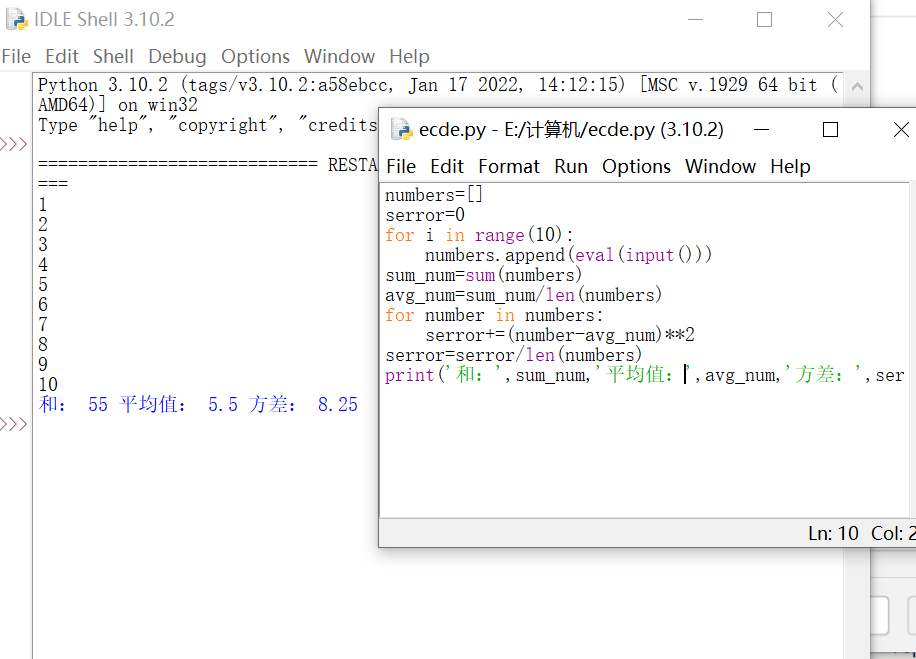 IDLE Shell 3.10.2
File Edit Shell Debug Options Window Help
Python 3.10.2 (tags/v3.10.2:a58ebcc, Jan 17 2022, 14:12:15) [MSC v.1929 64 bit (
AMD64)] on win32
Type "help", "copyright", "credits
>>>
============================ RESTA
===
1
2
3
4
5
6
7
8
9
10
和： 55 平均值： 5.5 方差： 8.25
>>>
ecde.py - E:/计算机/ecde.py (3.10.2)
File Edit Format Run Options Window Help
numbers=[]
serror=0
for i in range(10):
    numbers.append(eval(input()))
sum_num=sum(numbers)
avg_num=sum_num/len(numbers)
for number in numbers:
    serror+=(number-avg_num)**2
serror=serror/len(numbers)
print('和：',sum_num,'平均值：',avg_num,'方差：',ser
Ln: 10 Col: 2